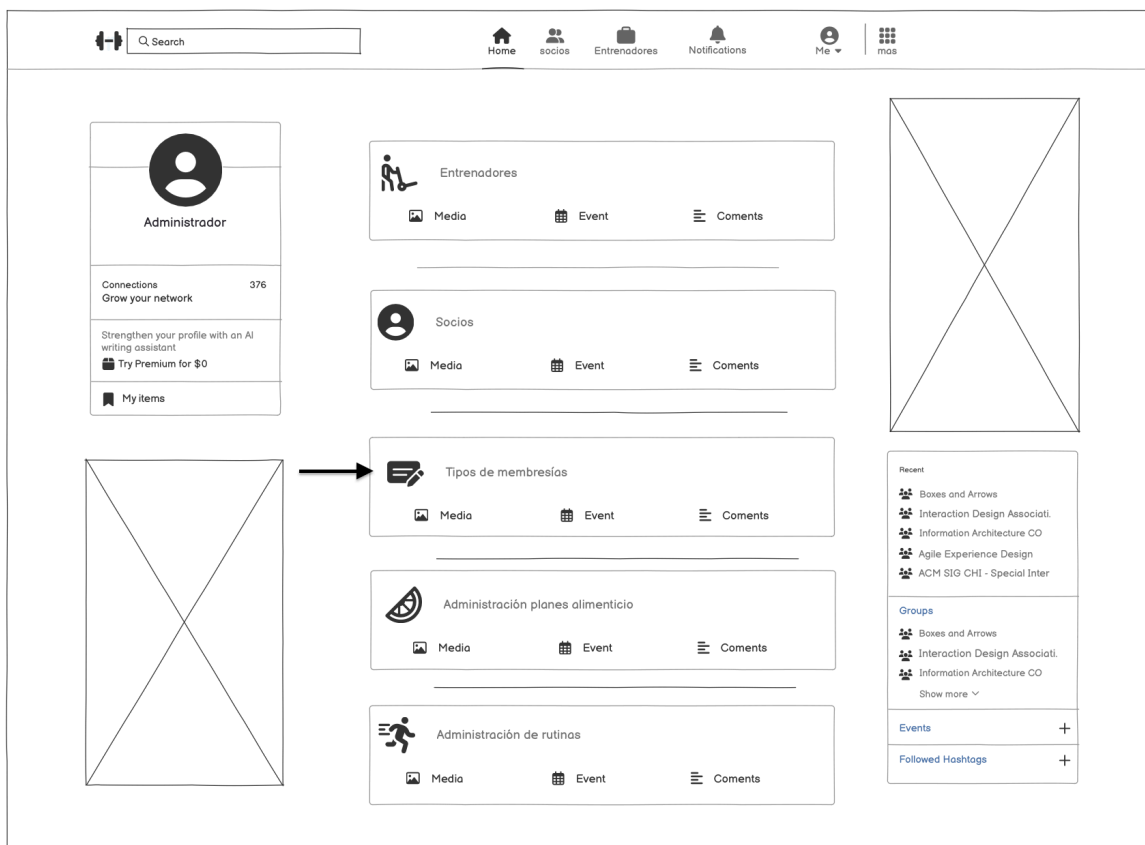 Search
Home
socios
Entrenadores
Notifications
Me
mas
Administrador
Connections 376
Grow your network
Strengthen your profile with an AI
writing assistant
Try Premium for $0
My items
Entrenadores
Media Event Coments
Socios
Media Event Coments
Tipos de membresías
Media Event Coments
Administración planes alimenticio
Media Event Coments
Administración de rutinas
Media Event Coments
Recent
Boxes and Arrows
Interaction Design Associati.
Information Architecture CO
Agile Experience Design
ACM SIG CHI - Special Inter
Groups
Boxes and Arrows
Interaction Design Associati.
Information Architecture CO
Show more
Events
Followed Hashtags